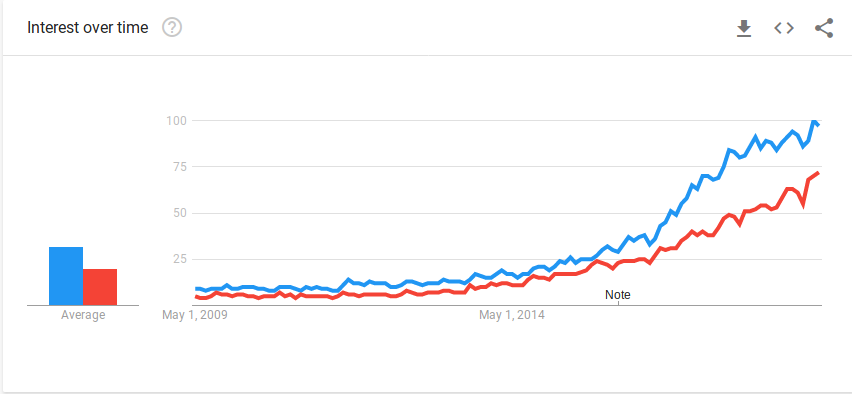 Interest over time
100
75
50
25
Note
Average
May 1, 2009
May 1, 2014